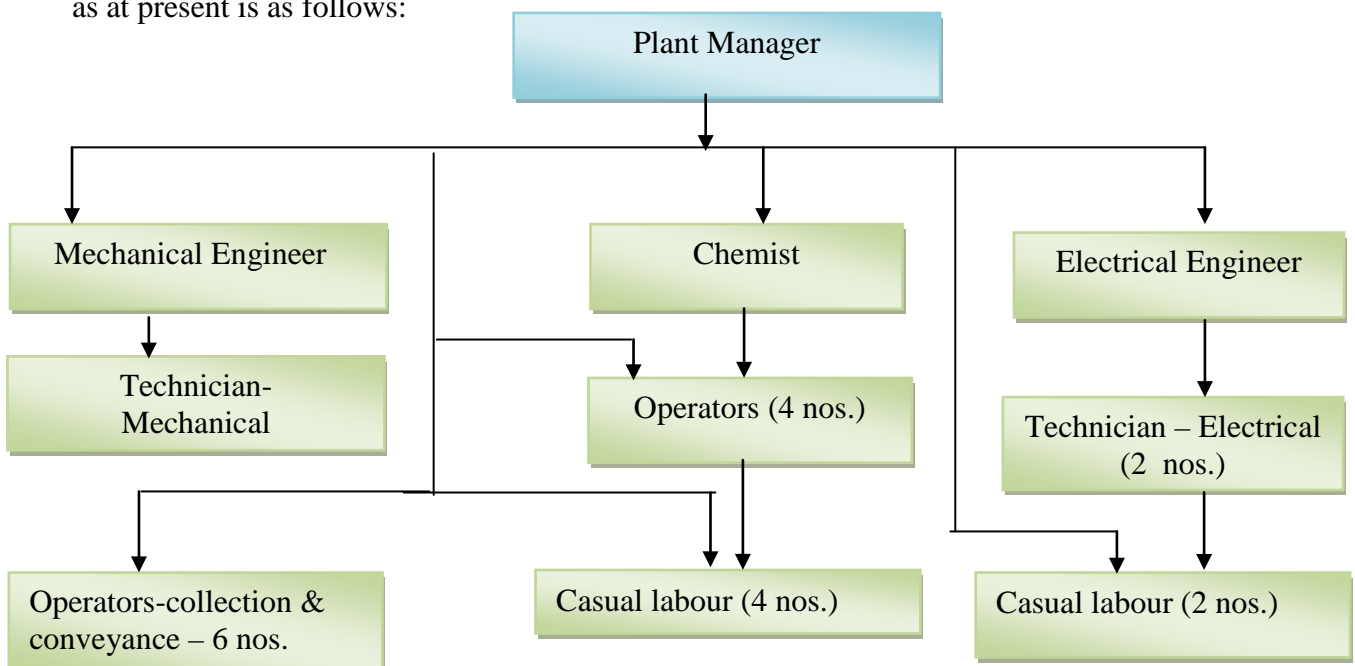 as at present is as follows:
Plant Manager
Mechanical Engineer
Chemist
Electrical Engineer
Technician-
Mechanical
Operators (4 nos.)
Technician – Electrical
(2 nos.)
Operators-collection &
conveyance – 6 nos.
Casual labour (4 nos.)
Casual labour (2 nos.)